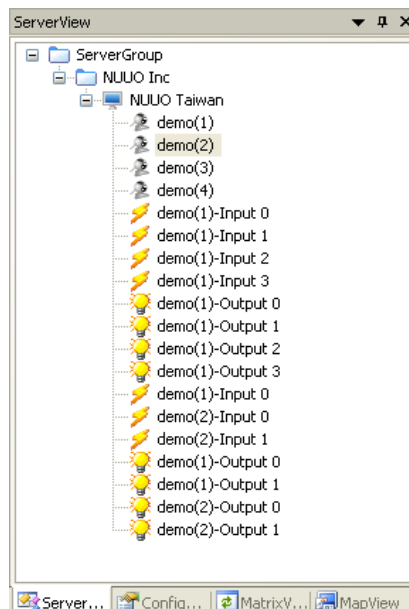 ServerView
ServerGroup
NUUO Inc
NUUO Taiwan
demo(1)
demo(2)
demo(3)
demo(4)
demo(1)-Input 0
demo(1)-Input 1
demo(1)-Input 2
demo(1)-Input 3
demo(1)-Output 0
demo(1)-Output 1
demo(1)-Output 2
demo(1)-Output 3
demo(1)-Input 0
demo(2)-Input 0
demo(2)-Input 1
demo(1)-Output 0
demo(1)-Output 1
demo(2)-Output 0
demo(2)-Output 1
Server... Config... MatrixV... MapView